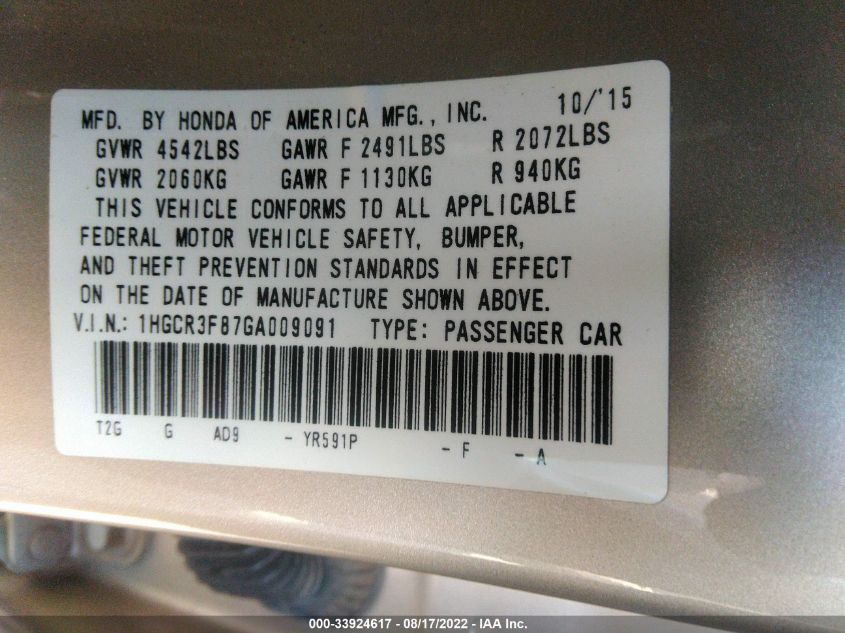 MFD. BY HONDA OF AMERICA MFG., INC. 10/'15
GVWR 4542LBS GAWR F 2491LBS R 2072LBS
GVWR 2060KG GAWR F 1130KG R 940KG
THIS VEHICLE CONFORMS TO ALL APPLICABLE
FEDERAL MOTOR VEHICLE SAFETY, BUMPER,
AND THEFT PREVENTION STANDARDS IN EFFECT
ON THE DATE OF MANUFACTURE SHOWN ABOVE.
V.I.N.: 1HGCR3F87GA009091 TYPE: PASSENGER CAR
T2G G AD9 - YR591P - F - A
000-33924617 - 08/17/2022 - IAA Inc.